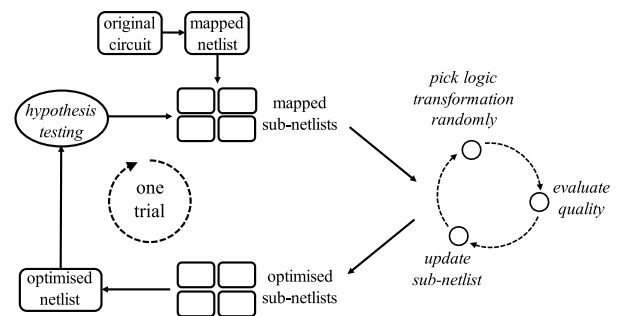 original
circuit
mapped
netlist
hypothesis
testing
mapped
sub-netlists
pick logic
transformation
randomly
evaluate
quality
update
sub-netlist
one
trial
optimised
netlist
optimised
sub-netlists